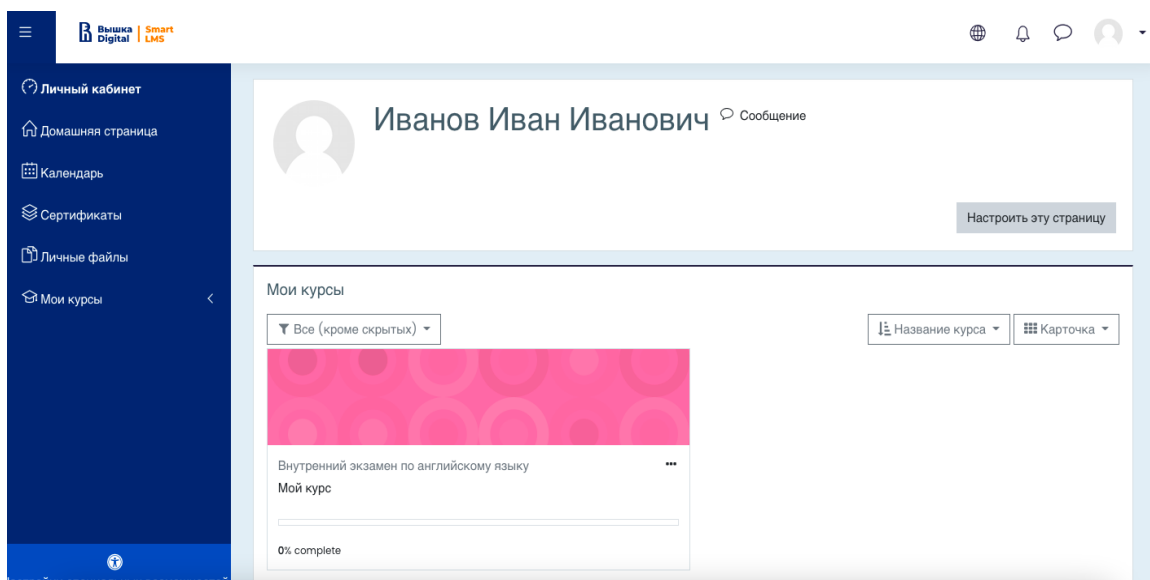 Вышка | Smart
Digital | LMS
Личный кабинет
Домашняя страница
Календарь
Сертификаты
Личные файлы
Мои курсы
Иванов Иван Иванович Сообщение
Настроить эту страницу
Мои курсы
Все (кроме скрытых)
Название курса
Карточка
Внутренний экзамен по английскому языку
Мой курс
0% complete